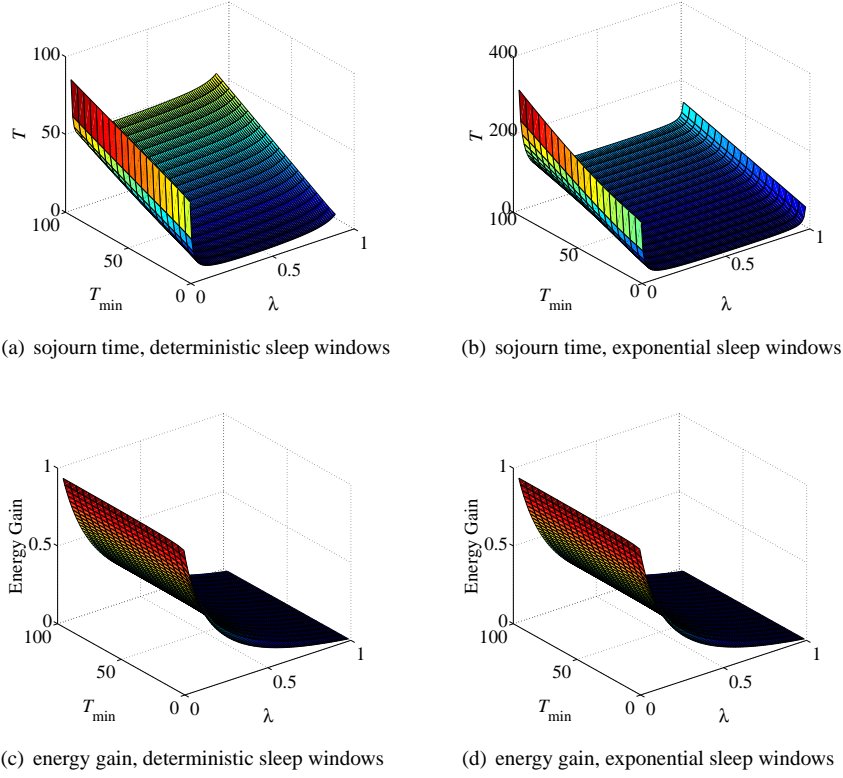 100
50
0
T
100
50
0
T_min
0
0.5
1
λ
(a) sojourn time, deterministic sleep windows
400
200
0
T
100
50
0
T_min
0
0.5
1
λ
(b) sojourn time, exponential sleep windows
1
0.5
0
Energy Gain
100
50
0
T_min
0
0.5
1
λ
(c) energy gain, deterministic sleep windows
1
0.5
0
Energy Gain
100
50
0
T_min
0
0.5
1
λ
(d) energy gain, exponential sleep windows